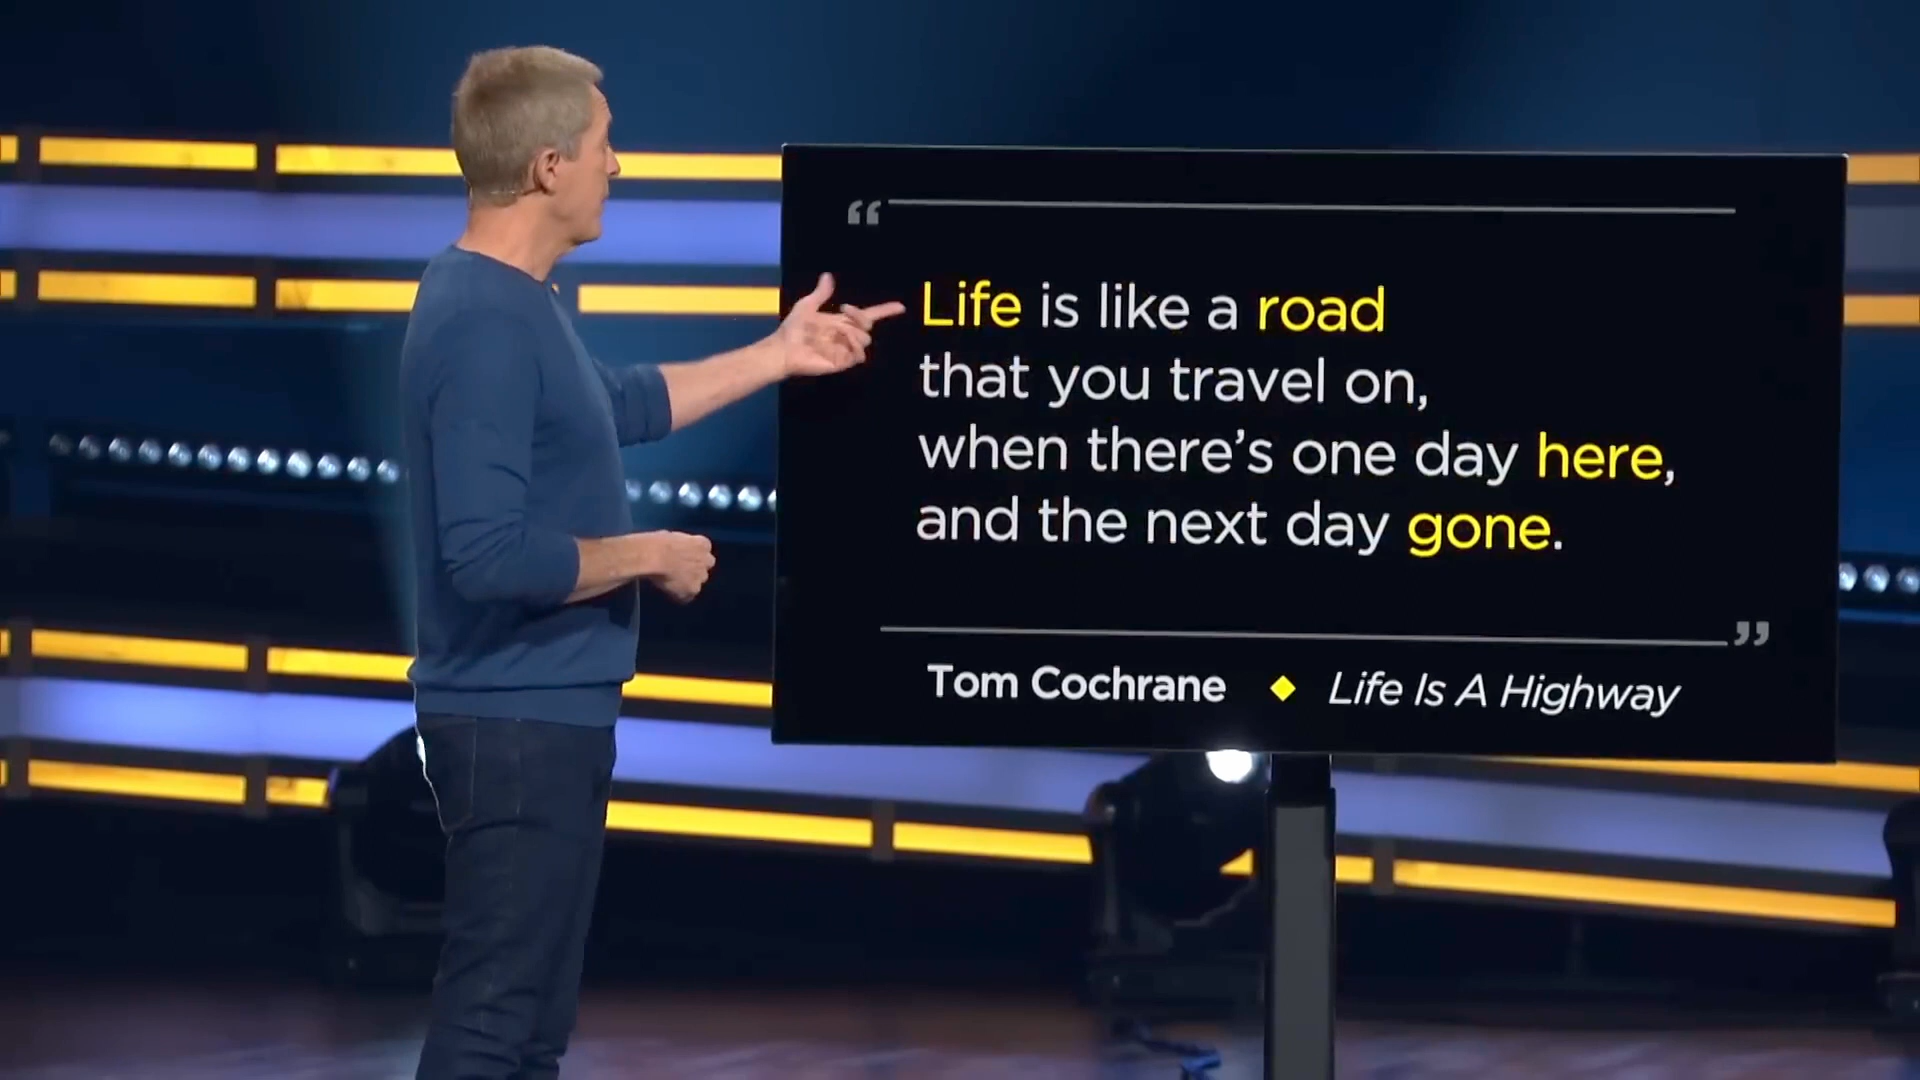 “
Life is like a road
that you travel on,
when there’s one day here,
and the next day gone.
”
Tom Cochrane ◆ Life Is A Highway